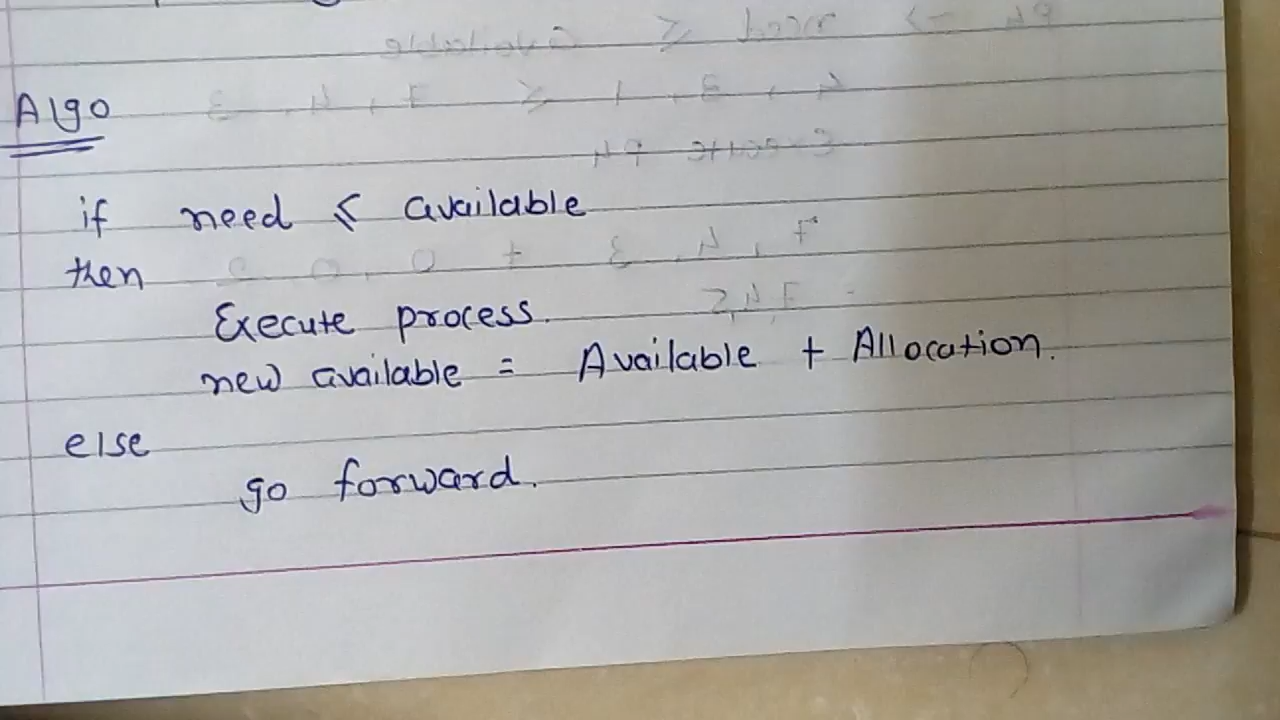 Algo
if need ≤ available
then
Execute process.
new available = Available + Allocation.
else
go forward.